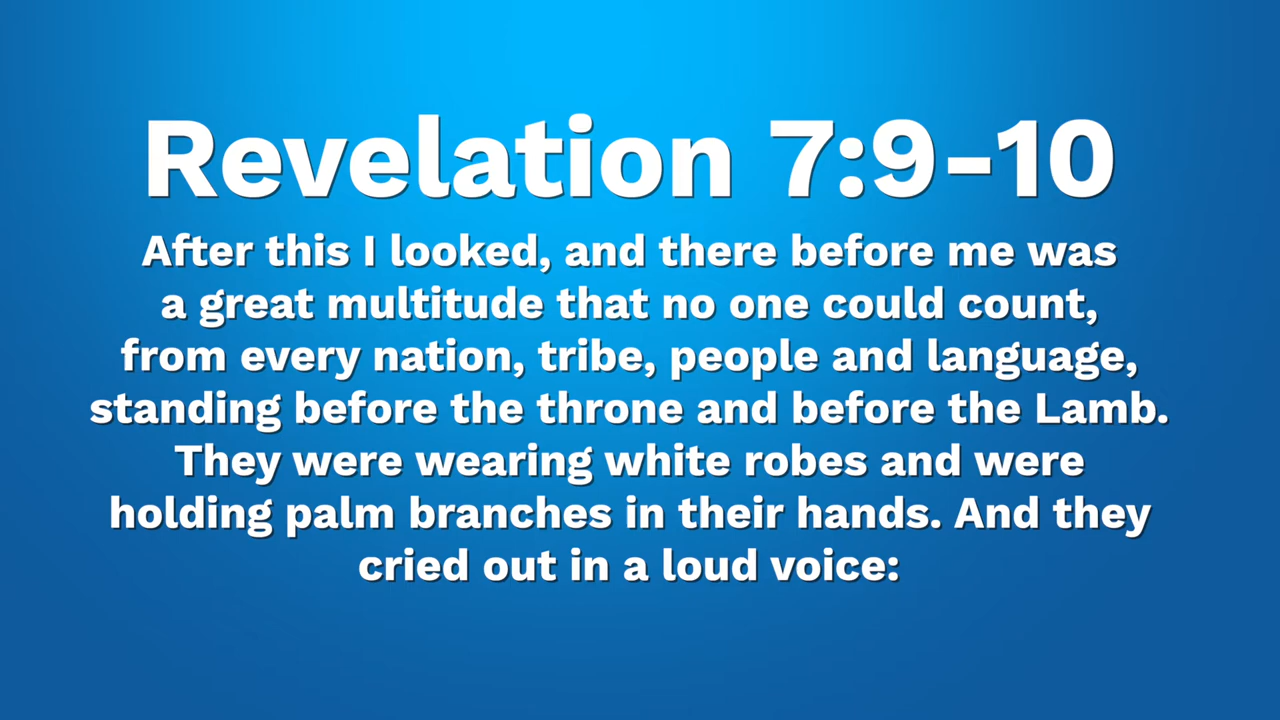 Revelation 7:9-10
After this I looked, and there before me was
a great multitude that no one could count,
from every nation, tribe, people and language,
standing before the throne and before the Lamb.
They were wearing white robes and were
holding palm branches in their hands. And they
cried out in a loud voice: